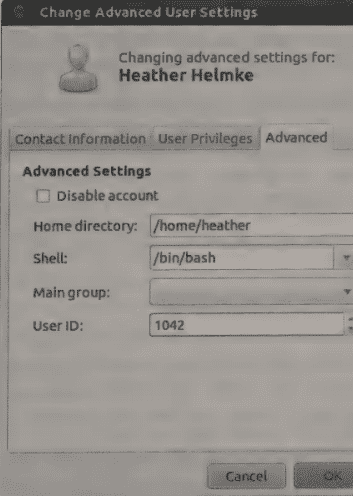 Change Advanced User Settings
Changing advanced settings for:
Heather Helmke
Contact Information User Privileges Advanced
Advanced Settings
Disable account
Home directory: /home/heather
Shell: /bin/bash
Main group:
User ID: 1042
Cancel OK